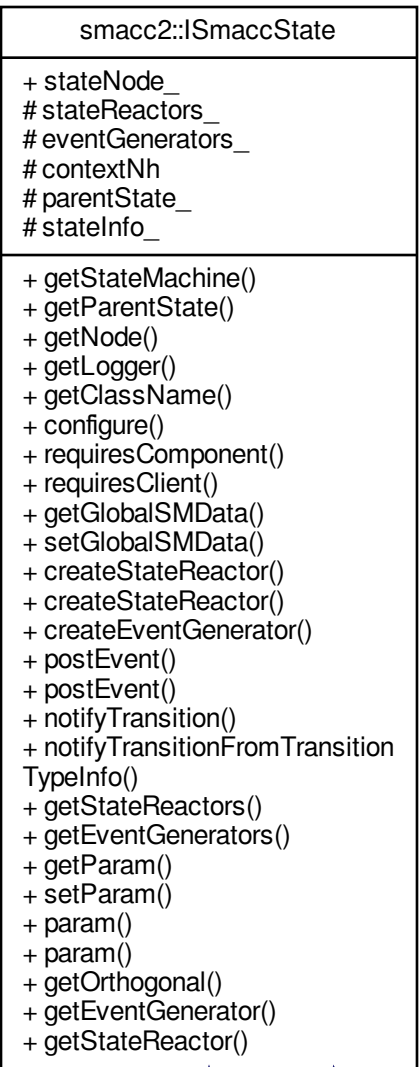 smacc2::ISmaccState
+ stateNode_
# stateReactors_
# eventGenerators_
# contextNh
# parentState_
# stateInfo_
+ getStateMachine()
+ getParentState()
+ getNode()
+ getLogger()
+ getClassName()
+ configure()
+ requiresComponent()
+ requiresClient()
+ getGlobalSMData()
+ setGlobalSMData()
+ createStateReactor()
+ createStateReactor()
+ createEventGenerator()
+ postEvent()
+ postEvent()
+ notifyTransition()
+ notifyTransitionFromTransition
TypeInfo()
+ getStateReactors()
+ getEventGenerators()
+ getParam()
+ setParam()
+ param()
+ param()
+ getOrthogonal()
+ getEventGenerator()
+ getStateReactor()